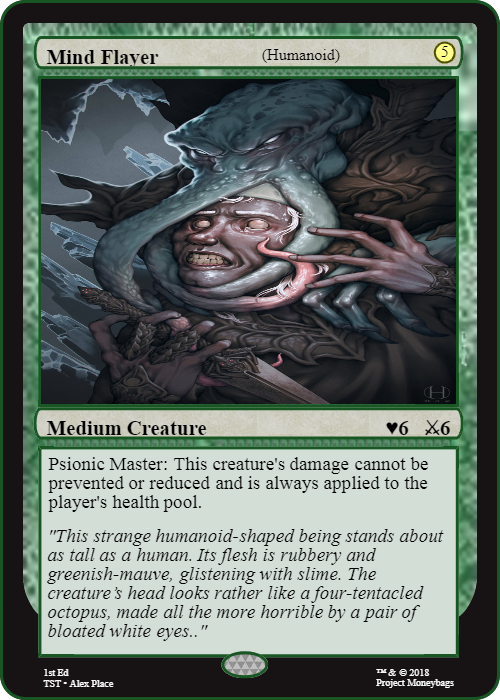 Mind Flayer (Humanoid) 5
Medium Creature ♥6 ⚔6
Psionic Master: This creature's damage cannot be
prevented or reduced and is always applied to the
player's health pool.
"This strange humanoid-shaped being stands about
as tall as a human. Its flesh is rubbery and
greenish-mauve, glistening with slime. The
creature's head looks rather like a four-tentacled
octopus, made all the more horrible by a pair of
bloated white eyes.."
1st Ed ™ & © 2018
TST • Alex Place Project Moneybags